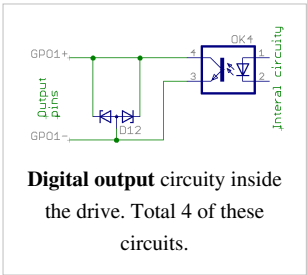 OK4
GPO1+
4
1
3
2
Output
pins
Interal circuity
D12
GPO1-
Digital output circuity inside
the drive. Total 4 of these
circuits.